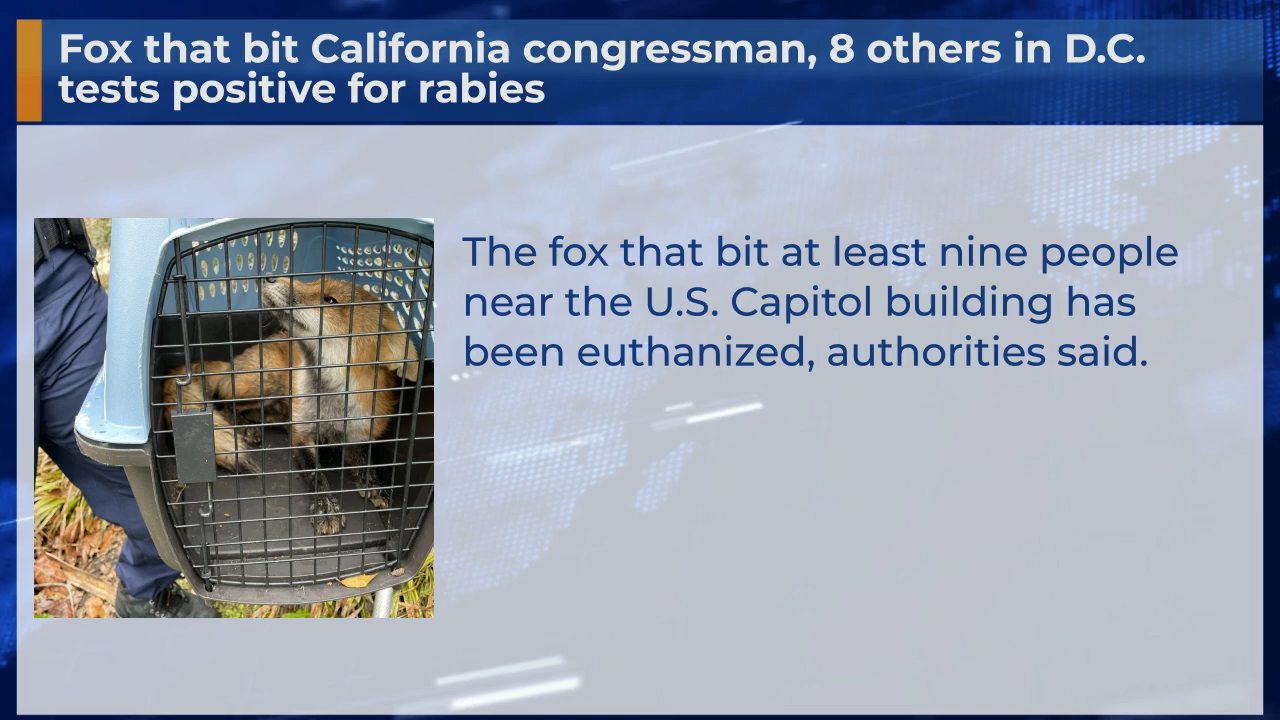 Fox that bit California congressman, 8 others in D.C.
tests positive for rabies
The fox that bit at least nine people
near the U.S. Capitol building has
been euthanized, authorities said.